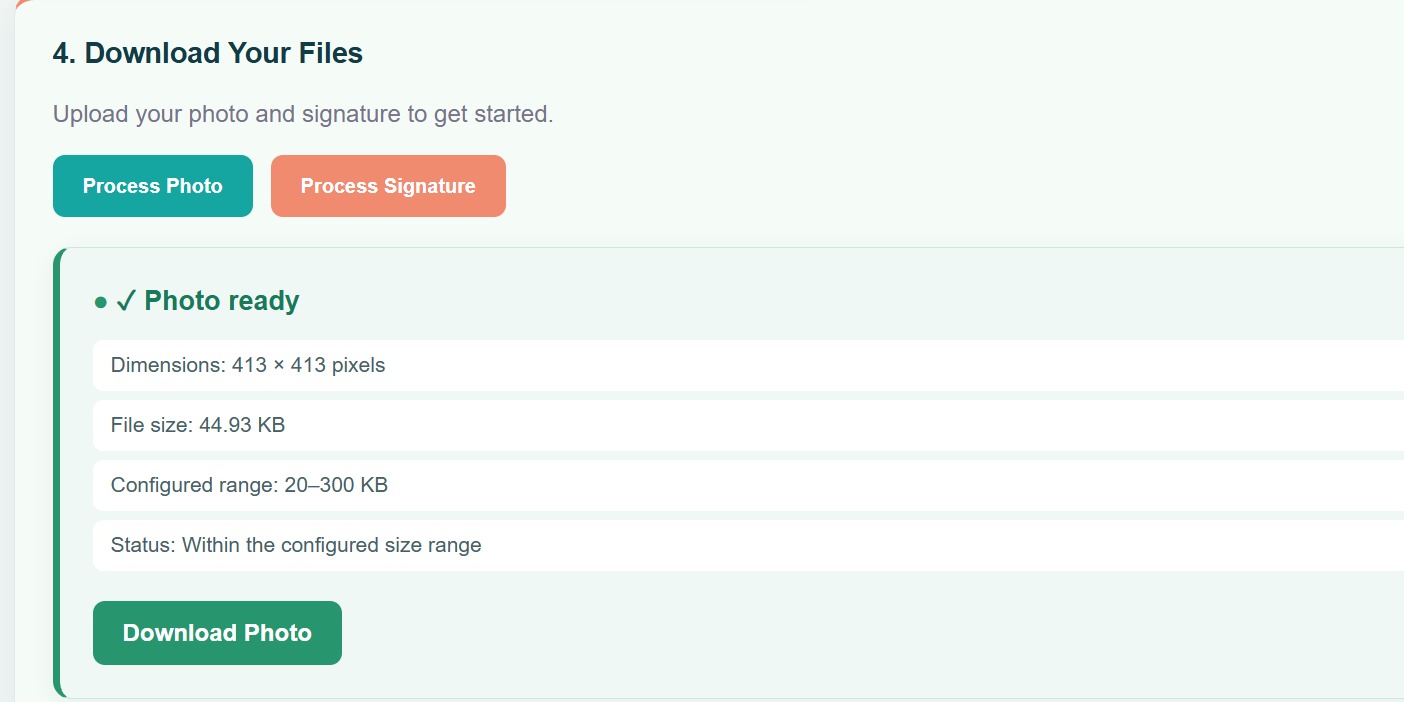 4. Download Your Files
Upload your photo and signature to get started.
Process Photo Process Signature
● ✓ Photo ready
Dimensions: 413 × 413 pixels
File size: 44.93 KB
Configured range: 20–300 KB
Status: Within the configured size range
Download Photo